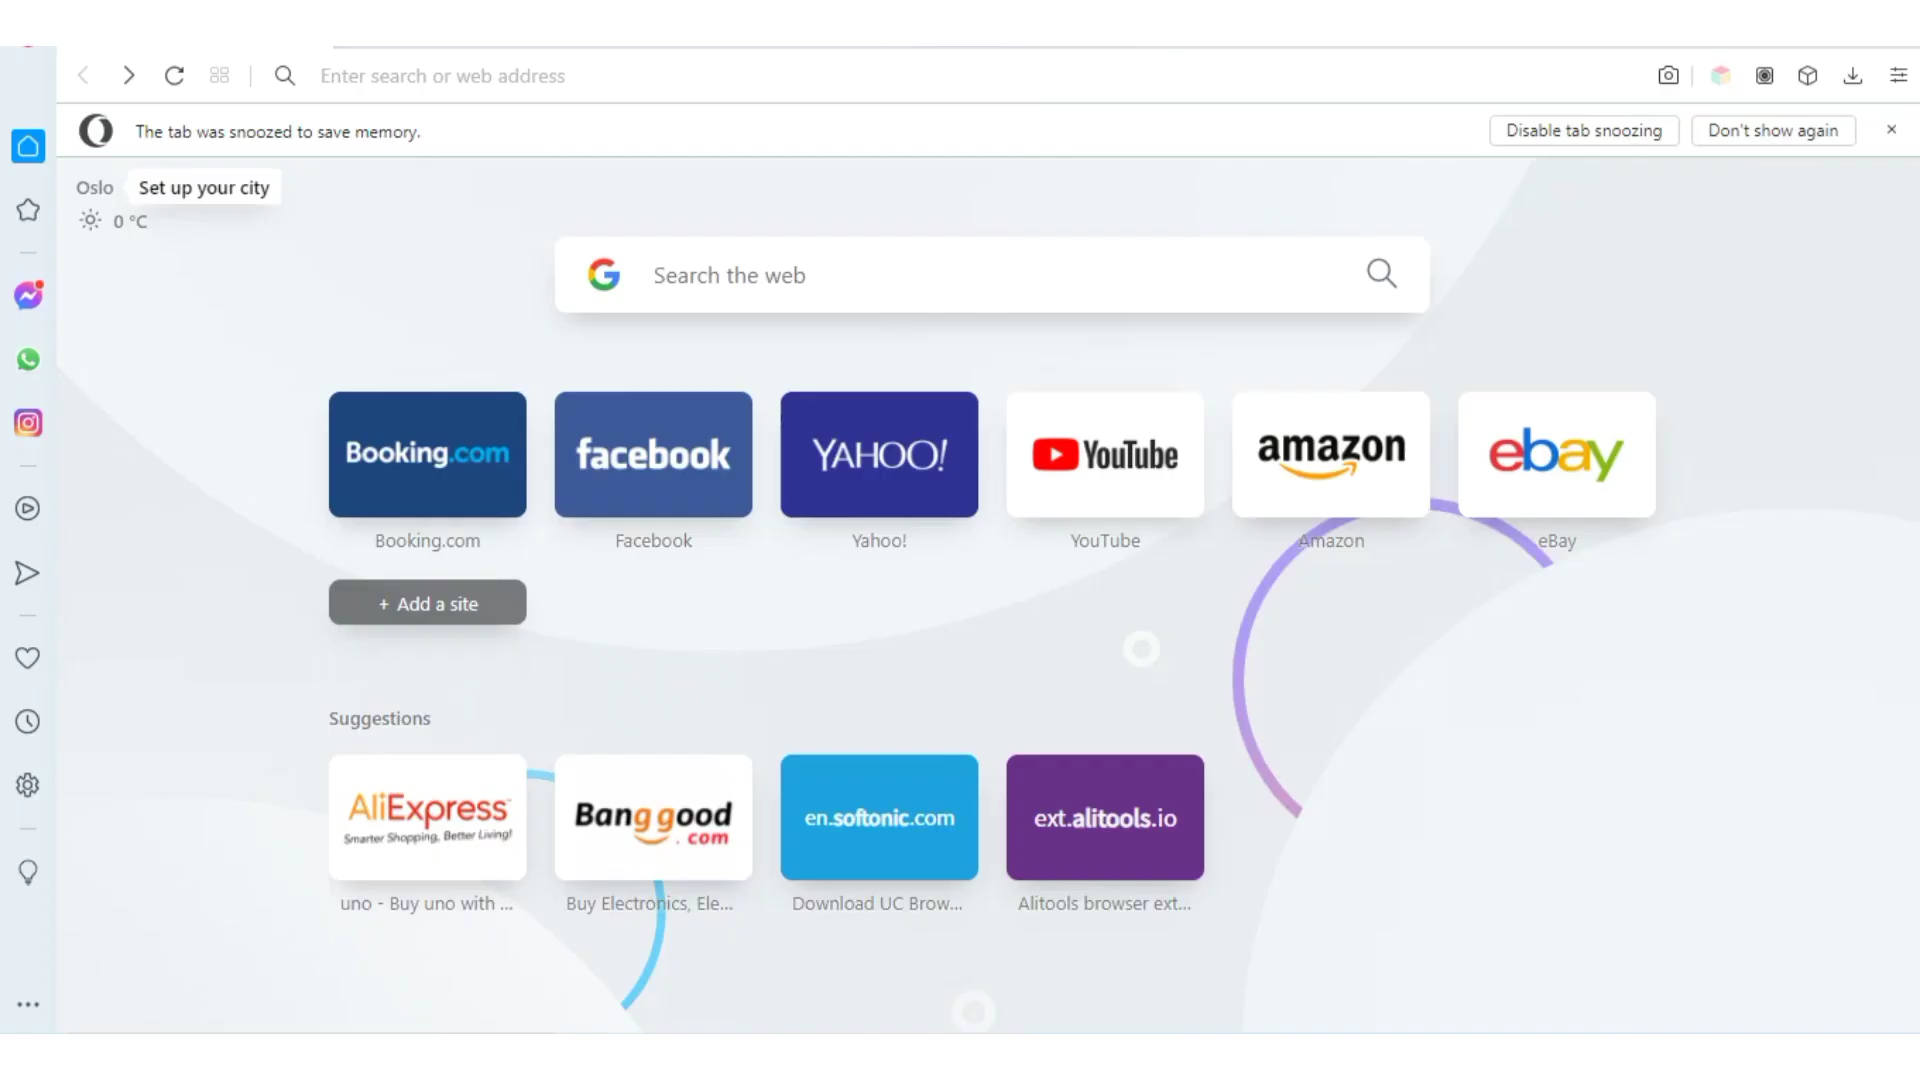 Enter search or web address
The tab was snoozed to save memory.
Disable tab snoozing
Don't show again
Oslo
Set up your city
0 °C
Search the web
Booking.com
facebook
YAHOO!
YouTube
amazon
ebay
Booking.com
Facebook
Yahoo!
YouTube
Amazon
eBay
+ Add a site
Suggestions
AliExpress
Smarter Shopping, Better Living!
Banggood
.com
en.softonic.com
ext.alitools.io
uno - Buy uno with ...
Buy Electronics, Ele...
Download UC Brow...
Alitools browser ext...